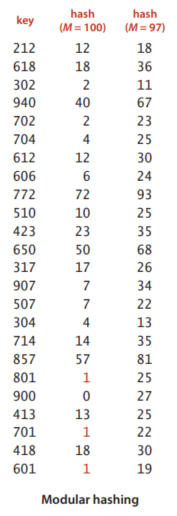 key hash (M = 100) hash (M = 97)
212 12 18
618 18 36
302 2 11
940 40 67
702 2 23
704 4 25
612 12 30
606 6 24
772 72 93
510 10 25
423 23 35
650 50 68
317 17 26
907 7 34
507 7 22
304 4 13
714 14 35
857 57 81
801 1 25
900 0 27
413 13 25
701 1 22
418 18 30
601 1 19
Modular hashing